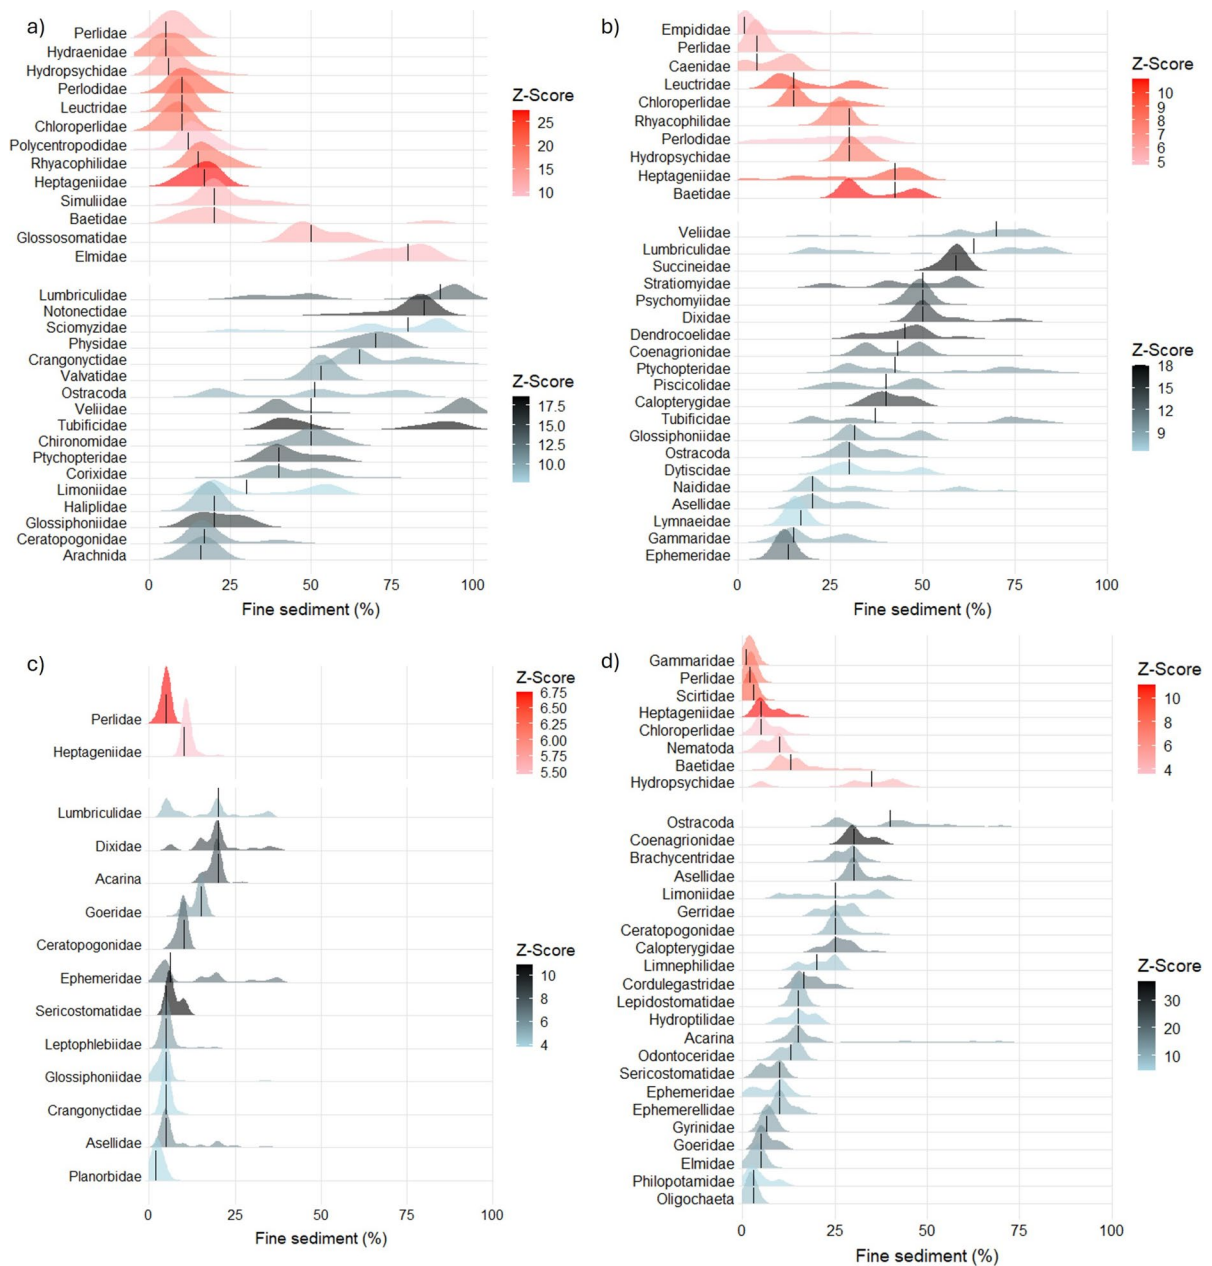 a)
Perlidae
Hydraenidae
Hydropsychidae
Perlodidae
Leuctridae
Chloroperlidae
Polycentropodidae
Rhyacophilidae
Heptageniidae
Simuliidae
Baetidae
Glossosomatidae
Elmidae
Z-Score
25
20
15
10
Lumbriculidae
Notonectidae
Sciomyzidae
Physidae
Crangonyctidae
Valvatidae
Ostracoda
Veliidae
Tubificidae
Chironomidae
Ptychopteridae
Corixidae
Limoniidae
Haliplidae
Glossiphoniidae
Ceratopogonidae
Arachnida
Z-Score
17.5
15.0
12.5
10.0
0 25 50 75 100
Fine sediment (%)
b)
Empididae
Perlidae
Caenidae
Leuctridae
Chloroperlidae
Rhyacophilidae
Perlodidae
Hydropsychidae
Heptageniidae
Baetidae
Z-Score
10
9
8
7
6
5
Veliidae
Lumbriculidae
Succineidae
Stratiomyidae
Psychomyiidae
Dixidae
Dendrocoelidae
Coenagrionidae
Ptychopteridae
Piscicolidae
Calopterygidae
Tubificidae
Glossiphoniidae
Ostracoda
Dytiscidae
Naididae
Asellidae
Lymnaeidae
Gammaridae
Ephemeridae
Z-Score
18
15
12
9
0 25 50 75 100
Fine sediment (%)
c)
Perlidae
Heptageniidae
Z-Score
6.75
6.50
6.25
6.00
5.75
5.50
Lumbriculidae
Dixidae
Acarina
Goeridae
Ceratopogonidae
Ephemeridae
Sericostomatidae
Leptophlebiidae
Glossiphoniidae
Crangonyctidae
Asellidae
Planorbidae
Z-Score
10
8
6
4
0 25 50 75 100
Fine sediment (%)
d)
Gammaridae
Perlidae
Scirtidae
Heptageniidae
Chloroperlidae
Nematoda
Baetidae
Hydropsychidae
Z-Score
10
8
6
4
Ostracoda
Coenagrionidae
Brachycentridae
Asellidae
Limoniidae
Gerridae
Ceratopogonidae
Calopterygidae
Limnephilidae
Cordulegastridae
Lepidostomatidae
Hydroptilidae
Acarina
Odontoceridae
Sericostomatidae
Ephemeridae
Ephemerellidae
Gyrinidae
Goeridae
Elmidae
Philopotamidae
Oligochaeta
Z-Score
30
20
10
0 25 50 75 100
Fine sediment (%)